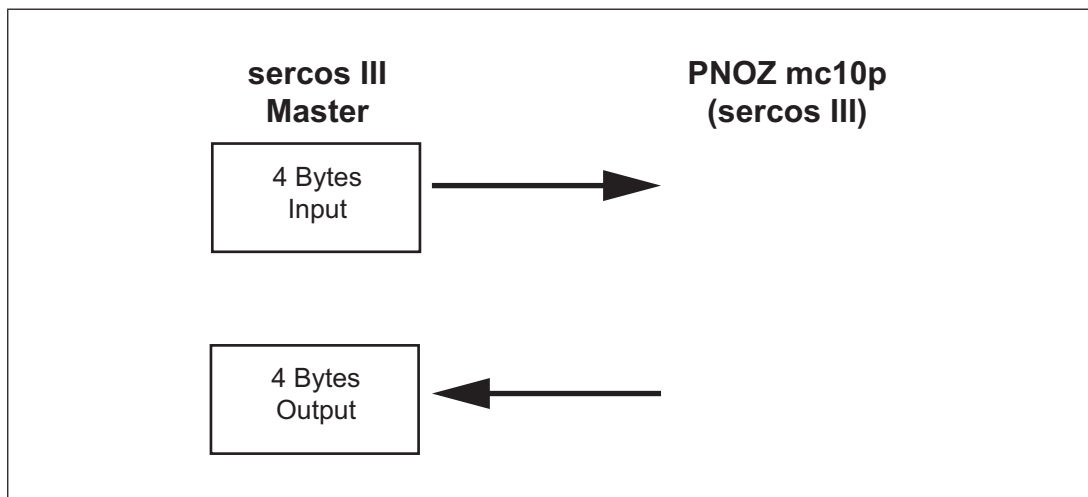 sercos III
Master
PNOZ mc10p
(sercos III)
4 Bytes
Input
4 Bytes
Output